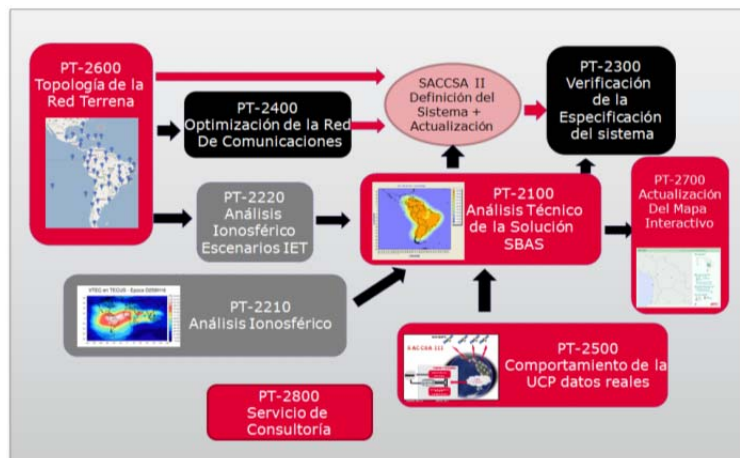 PT-2600
Topología de la
Red Terrena
PT-2400
Optimización de la Red
De Comunicaciones
SACCSA II
Definición del
Sistema +
Actualización
PT-2300
Verificación
de la
Especificación
del sistema
PT-2220
Análisis
Ionosférico
Escenarios IET
PT-2100
Análisis Técnico
de la Solución
SBAS
PT-2700
Actualización
Del Mapa
Interactivo
PT-2210
Análisis Ionosférico
PT-2500
Comportamiento de la
UCP datos reales
SACCSA III
PT-2800
Servicio de
Consultoría